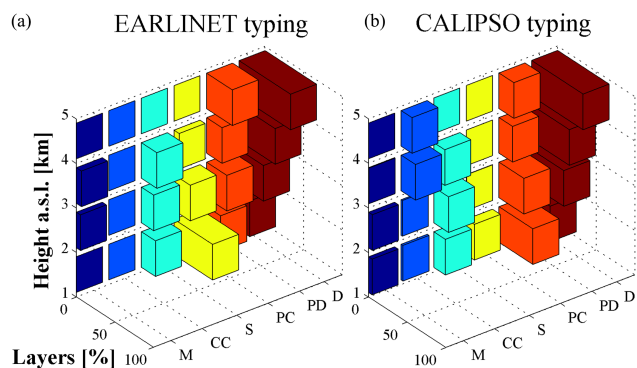 (a) EARLINET typing
(b) CALIPSO typing
Height a.s.l. [km]
5
4
3
2
1
0
0
50
100
Layers [%]
M
CC
S
PC
PD
D
5
4
3
2
1
0
50
100
M
CC
S
PC
PD
D